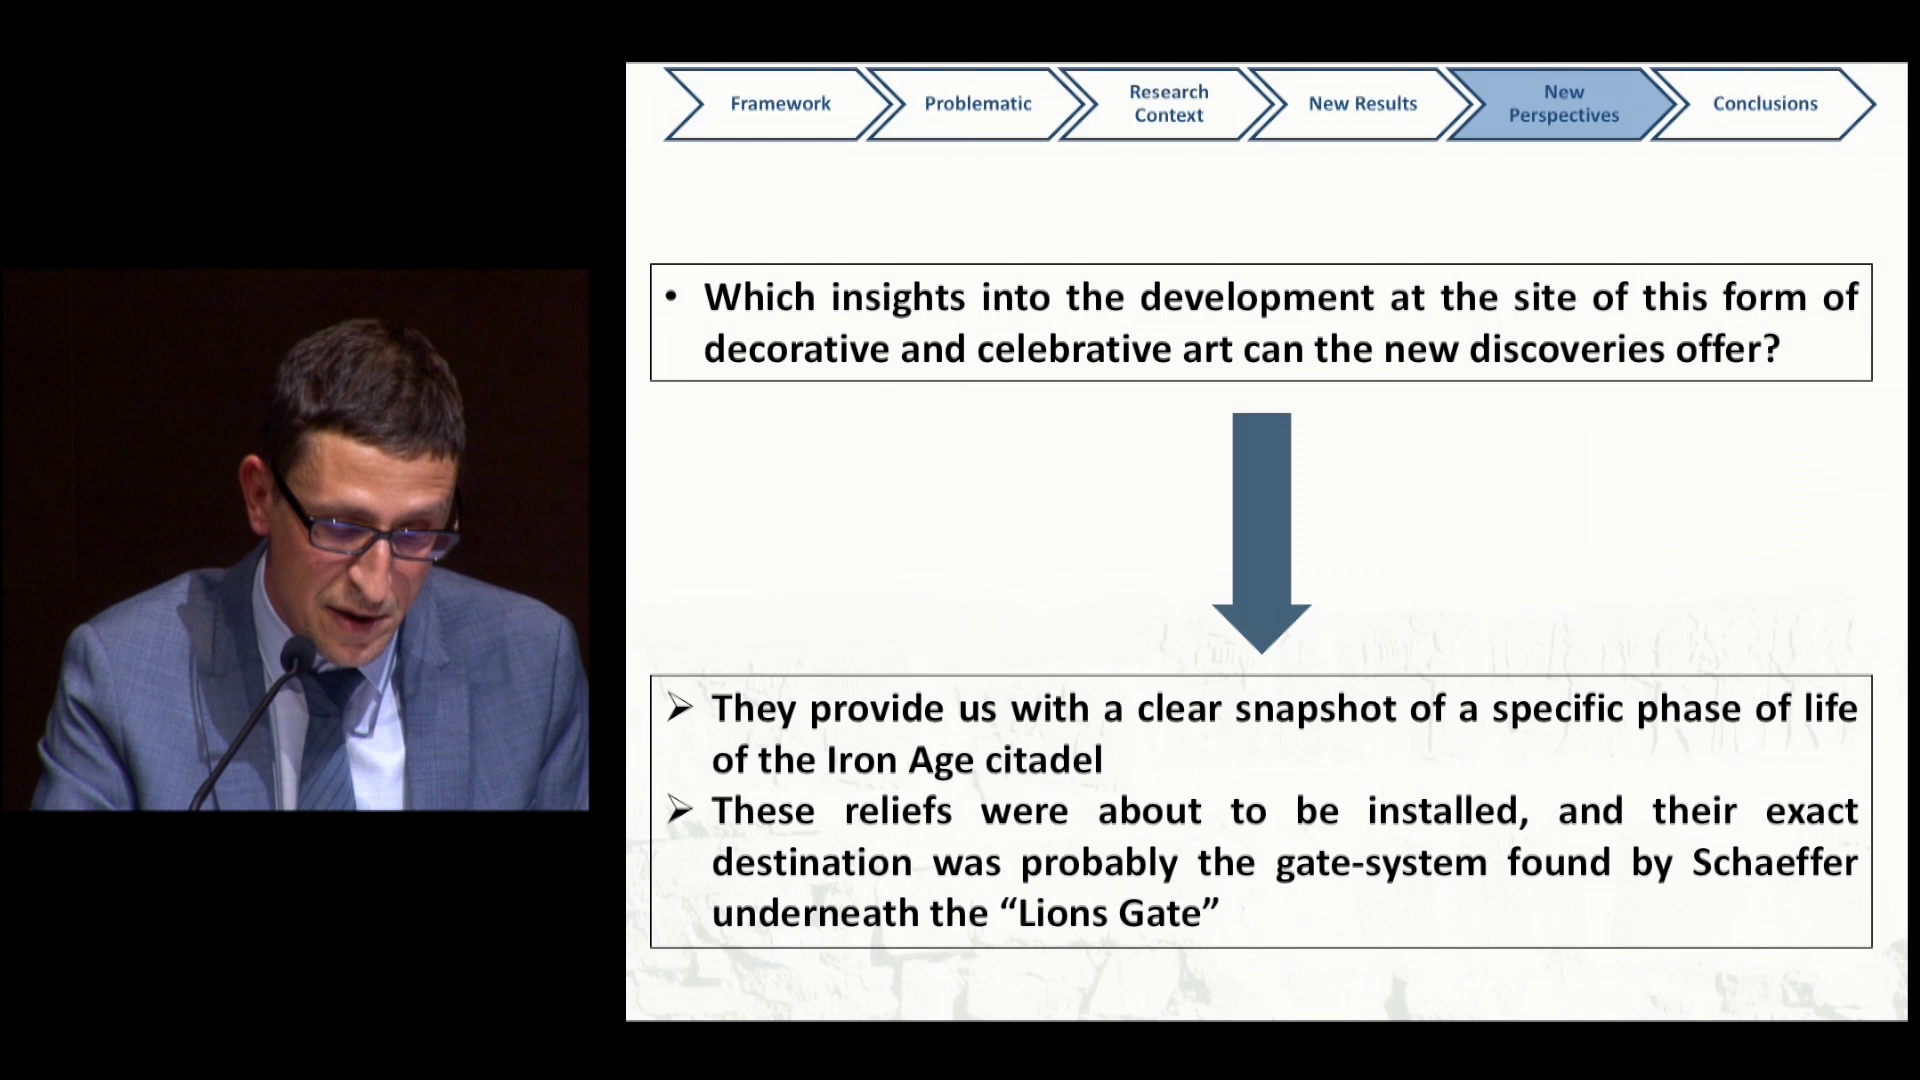 Framework
Problematic
Research
Context
New Results
New
Perspectives
Conclusions
• Which insights into the development at the site of this form of
decorative and celebrative art can the new discoveries offer?
➢ They provide us with a clear snapshot of a specific phase of life
of the Iron Age citadel
➢ These reliefs were about to be installed, and their exact
destination was probably the gate-system found by Schaeffer
underneath the “Lions Gate”